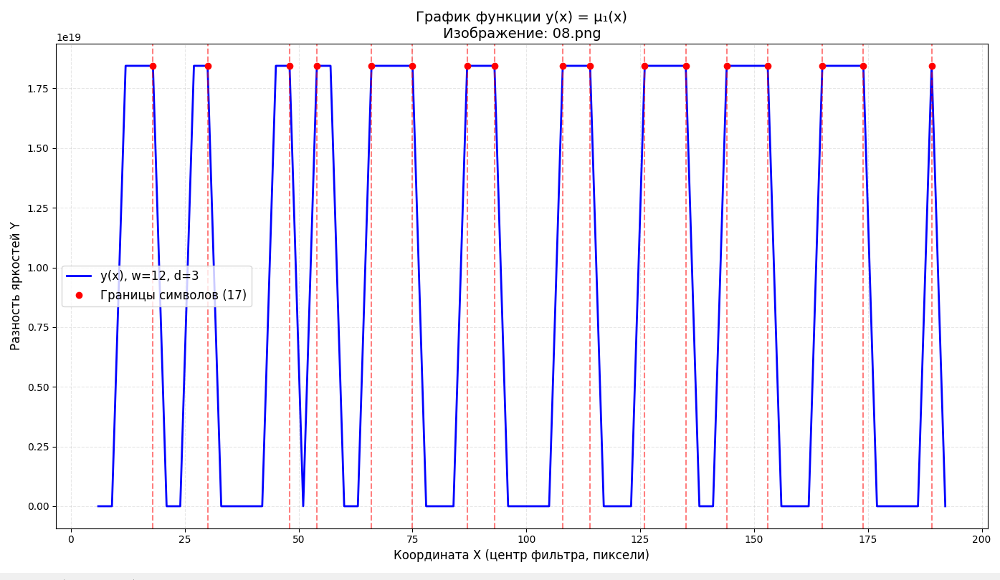 График функции y(x) = μ₁(x)
Изображение: 08.png
1e19
1.75
1.50
1.25
1.00
0.75
0.50
0.25
0.00
Разность яркостей Y
y(x), w=12, d=3
Границы символов (17)
0 25 50 75 100 125 150 175 200
Координата X (центр фильтра, пиксели)